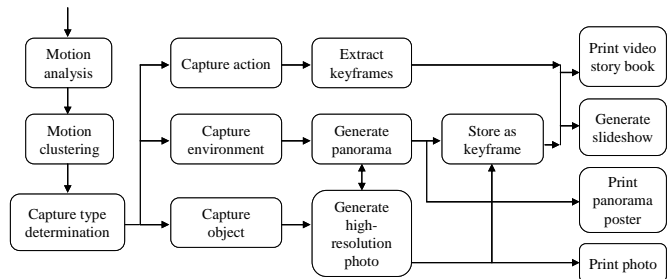 Motion
analysis
Motion
clustering
Capture type
determination
Capture action
Capture
environment
Capture
object
Extract
keyframes
Generate
panorama
Generate
high-
resolution
photo
Store as
keyframe
Print video
story book
Generate
slideshow
Print
panorama
poster
Print photo